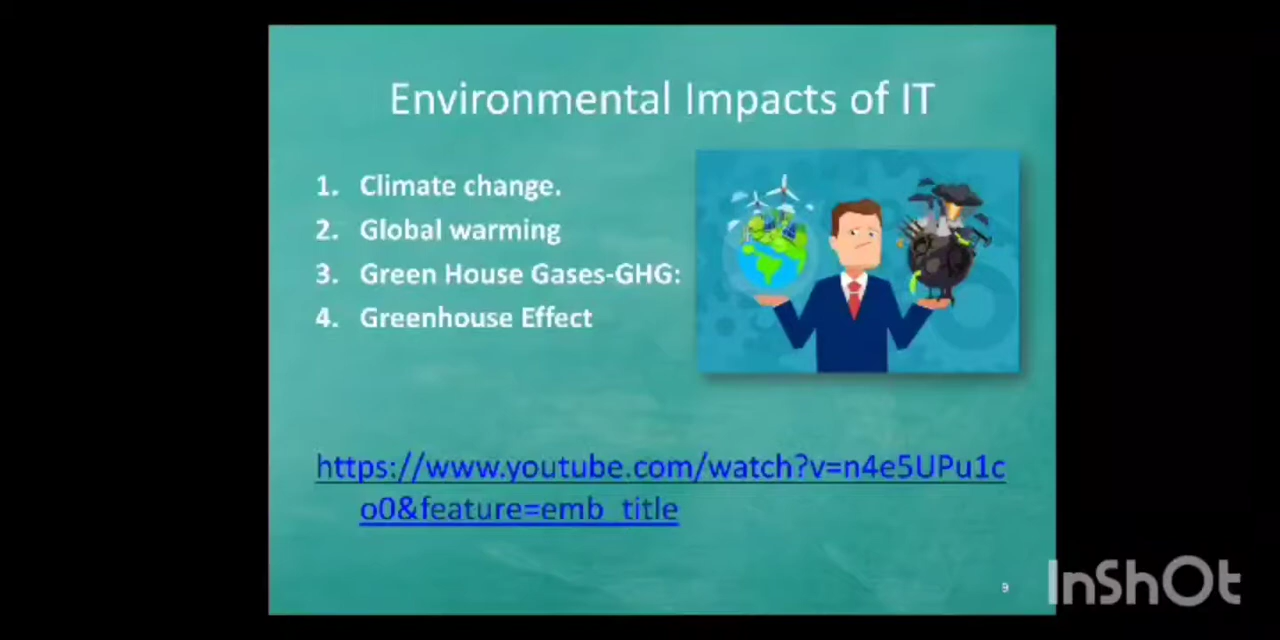 Environmental Impacts of IT
1. Climate change.
2. Global warming
3. Green House Gases-GHG:
4. Greenhouse Effect
https://www.youtube.com/watch?v=n4e5UPu1c
o0&feature=emb_title
9
InShOt